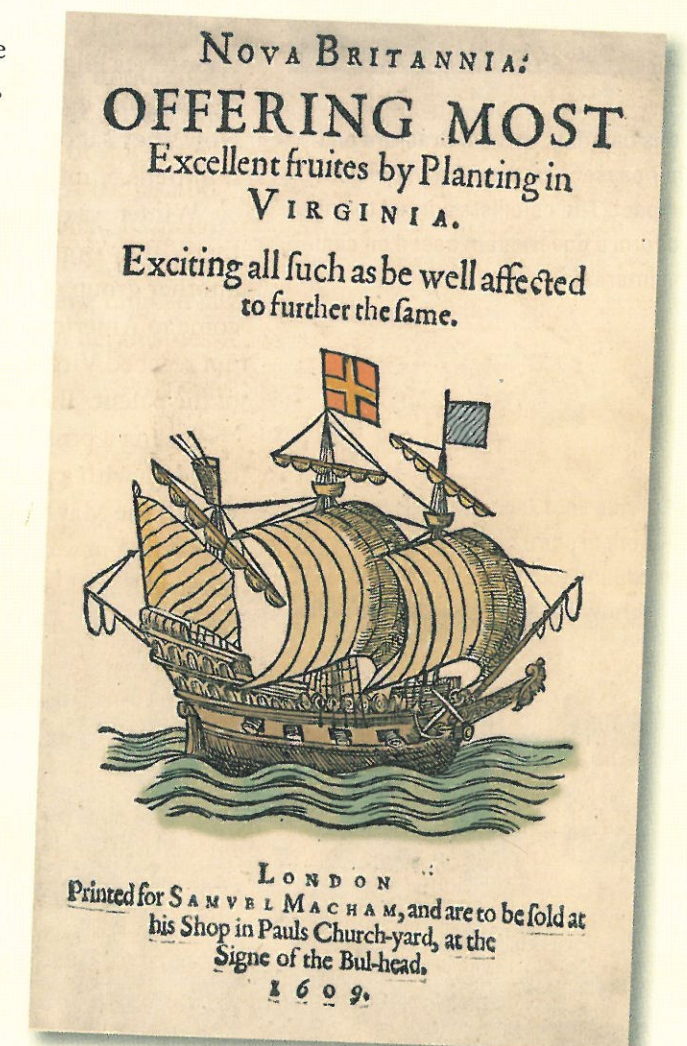 NOVA BRITANNIA:
OFFERING MOST
Excellent fruites by Planting in
VIRGINIA.
Exciting all ſuch as be well affected
to further the ſame.
LONDON
Printed for SAMVEL MACHAM, and are to be ſold at
his Shop in Pauls Church-yard, at the
Signe of the Bul-head.
1609.